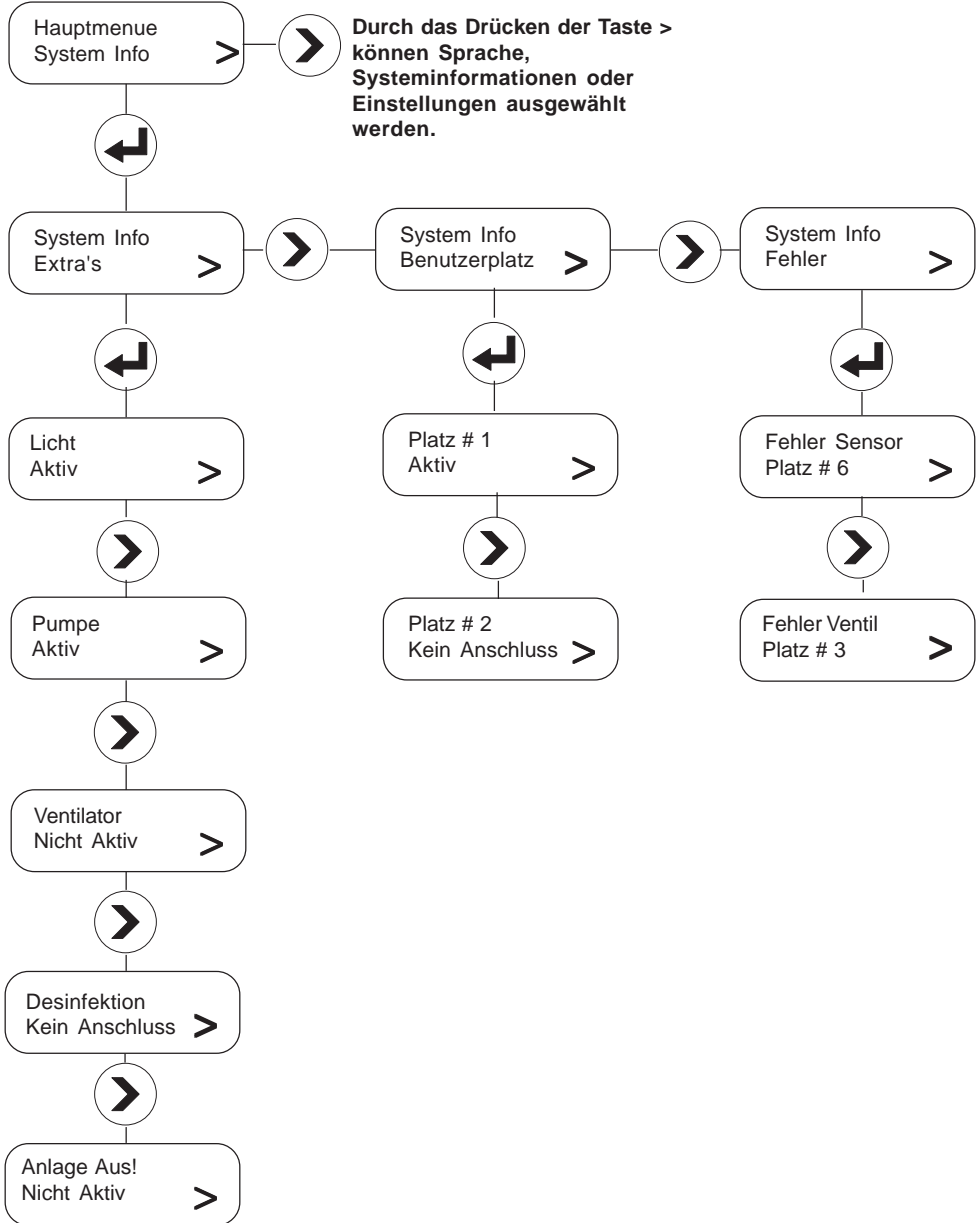 Hauptmenue
System Info >
Durch das Drücken der Taste >
können Sprache,
Systeminformationen oder
Einstellungen ausgewählt
werden.
System Info
Extra's >
System Info
Benutzerplatz >
System Info
Fehler >
Licht
Aktiv >
Platz # 1
Aktiv >
Fehler Sensor
Platz # 6 >
Pumpe
Aktiv >
Platz # 2
Kein Anschluss >
Fehler Ventil
Platz # 3 >
Ventilator
Nicht Aktiv >
Desinfektion
Kein Anschluss >
Anlage Aus!
Nicht Aktiv >